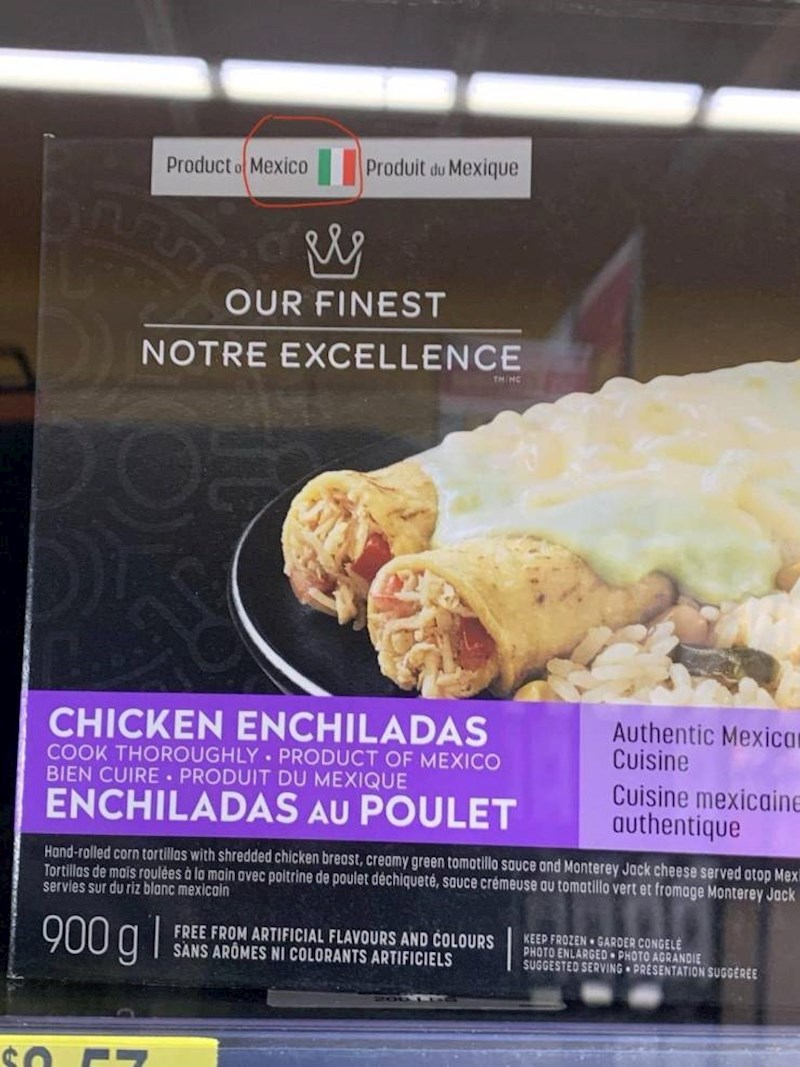 Product of Mexico Produit du Mexique
OUR FINEST
NOTRE EXCELLENCE
TM/MC
CHICKEN ENCHILADAS
COOK THOROUGHLY • PRODUCT OF MEXICO
BIEN CUIRE • PRODUIT DU MEXIQUE
ENCHILADAS AU POULET
Authentic Mexica
Cuisine
Cuisine mexicaine
authentique
Hand-rolled corn tortillas with shredded chicken breast, creamy green tomatillo sauce and Monterey Jack cheese served atop Mexi
Tortillas de maïs roulées à la main avec poitrine de poulet déchiqueté, sauce crémeuse au tomatillo vert et fromage Monterey Jack
servies sur du riz blanc mexicain
900 g
FREE FROM ARTIFICIAL FLAVOURS AND COLOURS
SANS ARÔMES NI COLORANTS ARTIFICIELS
KEEP FROZEN • GARDER CONGELÉ
PHOTO ENLARGED • PHOTO AGRANDIE
SUGGESTED SERVING • PRÉSENTATION SUGGÉRÉE